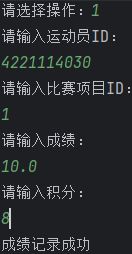 请选择操作：1
请输入运动员ID：
4221114030
请输入比赛项目ID：
1
请输入成绩：
10.0
请输入积分：
8
成绩记录成功